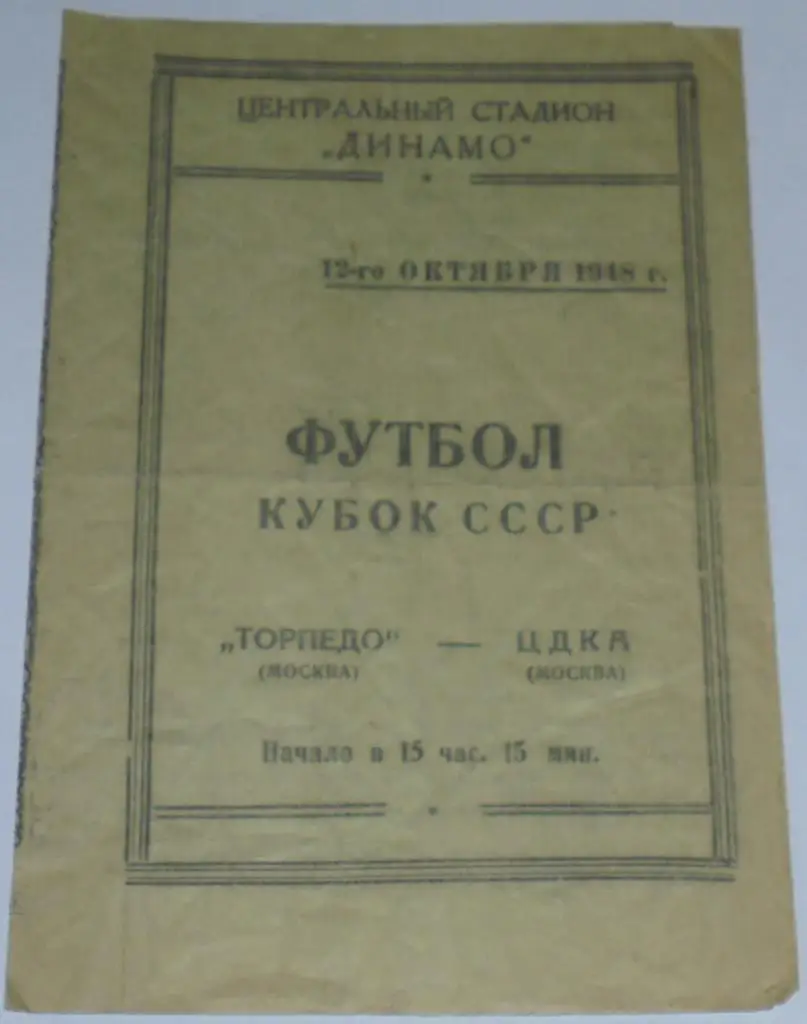 ЦЕНТРАЛЬНЫЙ СТАДИОН
„ДИНАМО"
12-го ОКТЯБРЯ 1948 г.
ФУТБОЛ
КУБОК СССР
„ТОРПЕДО" — ЦДКА
(МОСКВА) (МОСКВА)
Начало в 15 час. 15 мин.